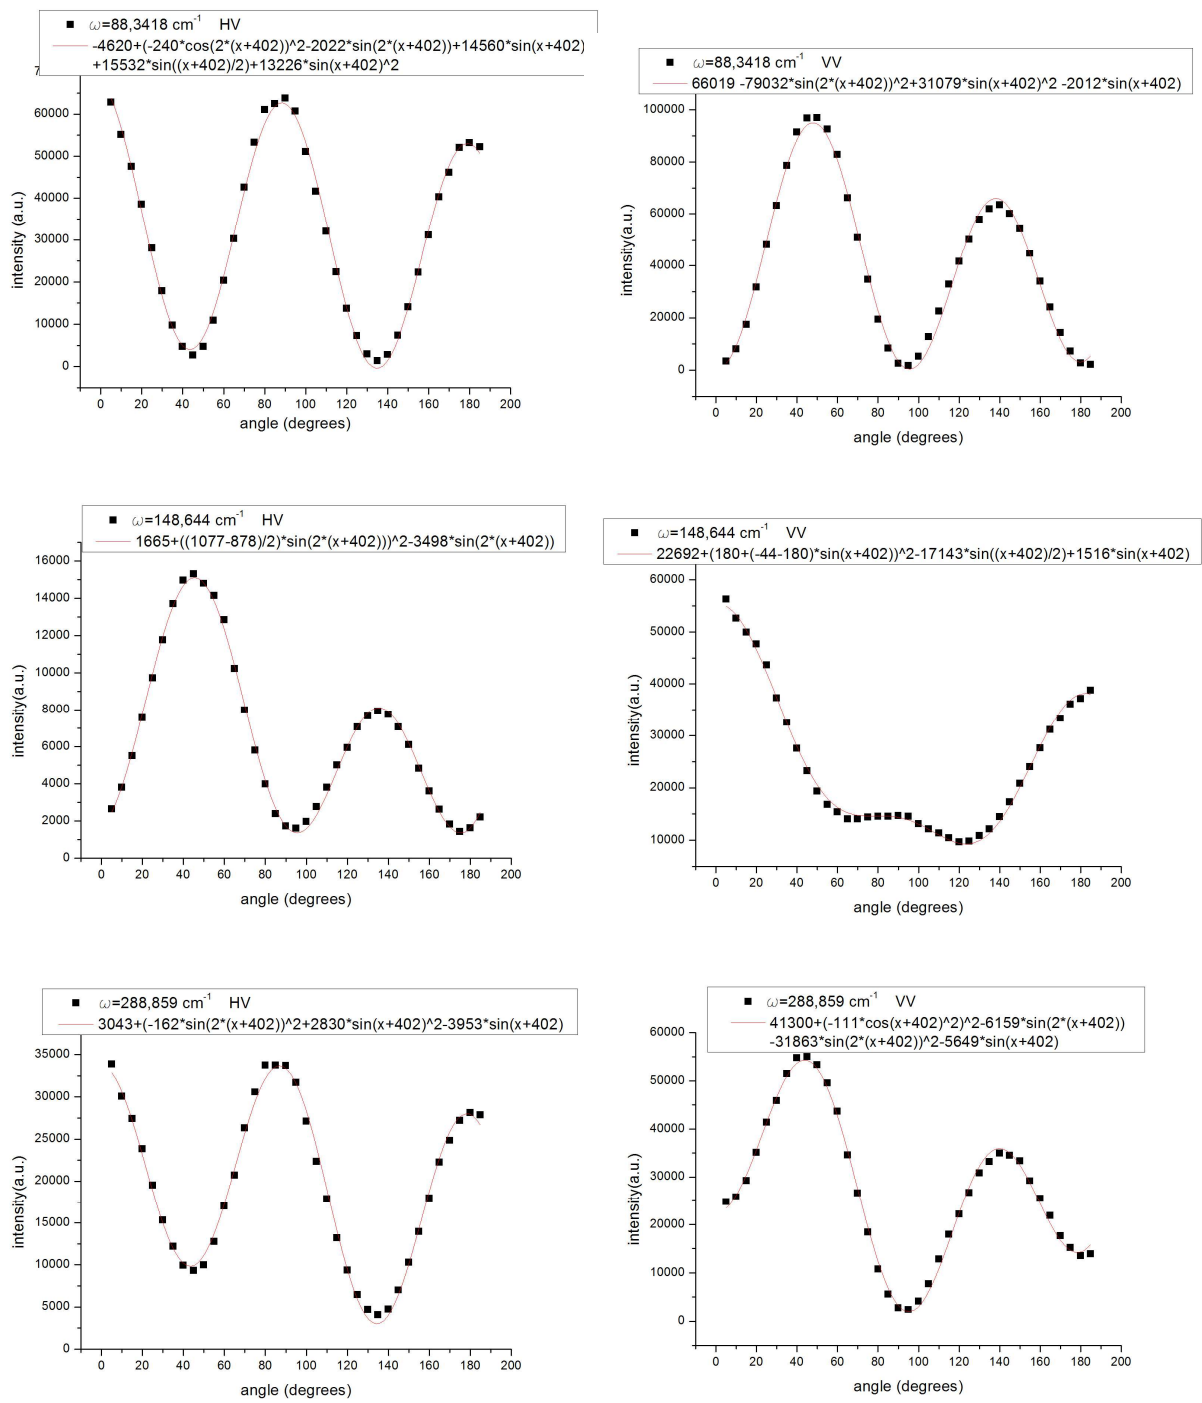 ω=88,3418 cm-1 HV
-4620+(-240*cos(2*(x+402))^2-2022*sin(2*(x+402))+14560*sin(x+402)
+15532*sin((x+402)/2)+13226*sin(x+402)^2
60000
50000
40000
30000
20000
10000
0
intensity (a.u.)
0 20 40 60 80 100 120 140 160 180 200
angle (degrees)
ω=88,3418 cm-1 VV
66019 -79032*sin(2*(x+402))^2+31079*sin(x+402)^2 -2012*sin(x+402)
100000
80000
60000
40000
20000
0
intensity(a.u.)
0 20 40 60 80 100 120 140 160 180 200
angle (degrees)
ω=148,644 cm-1 HV
1665+((1077-878)/2)*sin(2*(x+402)))^2-3498*sin(2*(x+402))
16000
14000
12000
10000
8000
6000
4000
2000
0
intensity(a.u.)
0 20 40 60 80 100 120 140 160 180 200
angle (degrees)
ω=148,644 cm-1 VV
22692+(180+(-44-180)*sin(x+402))^2-17143*sin((x+402)/2)+1516*sin(x+402)
60000
50000
40000
30000
20000
10000
intensity(a.u.)
0 20 40 60 80 100 120 140 160 180 200
angle (degrees)
ω=288,859 cm-1 HV
3043+(-162*sin(2*(x+402))^2+2830*sin(x+402)^2-3953*sin(x+402)
35000
30000
25000
20000
15000
10000
5000
0
intensity(a.u.)
0 20 40 60 80 100 120 140 160 180 200
angle (degrees)
ω=288,859 cm-1 VV
41300+(-111*cos(x+402)^2)^2-6159*sin(2*(x+402))
-31863*sin(2*(x+402))^2-5649*sin(x+402)
60000
50000
40000
30000
20000
10000
0
intensity(a.u.)
0 20 40 60 80 100 120 140 160 180 200
angle (degrees)